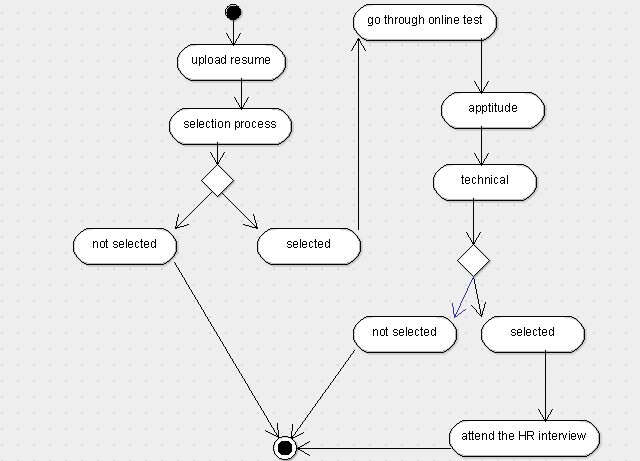 upload resume
selection process
not selected
selected
go through online test
apptitude
technical
not selected
selected
attend the HR interview